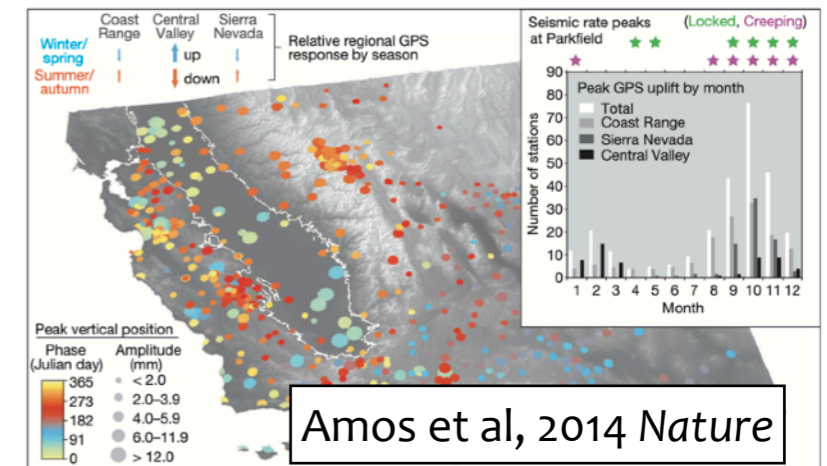 Coast Range
Central Valley
Sierra Nevada
Winter/ spring
up
Summer/ autumn
down
Relative regional GPS response by season
Seismic rate peaks at Parkfield
(Locked, Creeping)
90
80
70
60
50
40
30
20
10
0
Number of stations
Peak GPS uplift by month
Total
Coast Range
Sierra Nevada
Central Valley
1 2 3 4 5 6 7 8 9 10 11 12
Month
Peak vertical position
Phase (Julian day)
365
273
182
91
0
Amplitude (mm)
< 2.0
2.0–3.9
4.0–5.9
6.0–11.9
> 12.0
Amos et al, 2014 Nature